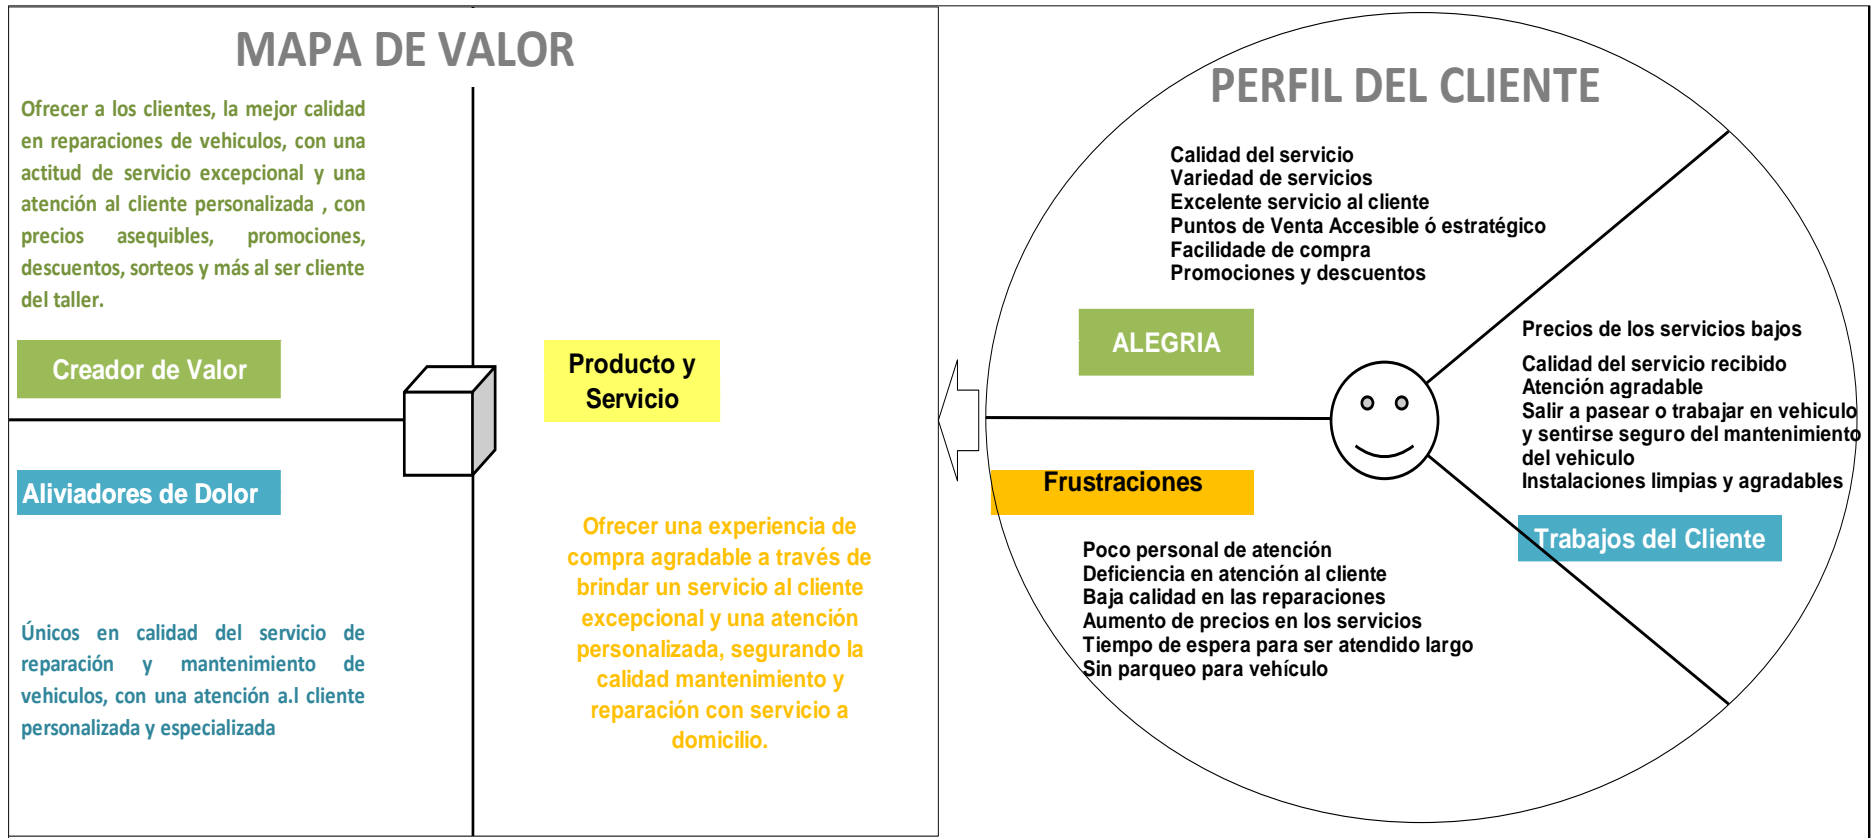 MAPA DE VALOR
Ofrecer a los clientes, la mejor calidad
en reparaciones de vehiculos, con una
actitud de servicio excepcional y una
atención al cliente personalizada , con
precios asequibles, promociones,
descuentos, sorteos y más al ser cliente
del taller.
Creador de Valor
Producto y
Servicio
Aliviadores de Dolor
Únicos en calidad del servicio de
reparación y mantenimiento de
vehiculos, con una atención a.l cliente
personalizada y especializada
Ofrecer una experiencia de
compra agradable a través de
brindar un servicio al cliente
excepcional y una atención
personalizada, segurando la
calidad mantenimiento y
reparación con servicio a
domicilio.
PERFIL DEL CLIENTE
Calidad del servicio
Variedad de servicios
Excelente servicio al cliente
Puntos de Venta Accesible ó estratégico
Facilidade de compra
Promociones y descuentos
ALEGRIA
Precios de los servicios bajos
Calidad del servicio recibido
Atención agradable
Salir a pasear o trabajar en vehiculo
y sentirse seguro del mantenimiento
del vehiculo
Instalaciones limpias y agradables
Trabajos del Cliente
Frustraciones
Poco personal de atención
Deficiencia en atención al cliente
Baja calidad en las reparaciones
Aumento de precios en los servicios
Tiempo de espera para ser atendido largo
Sin parqueo para vehículo